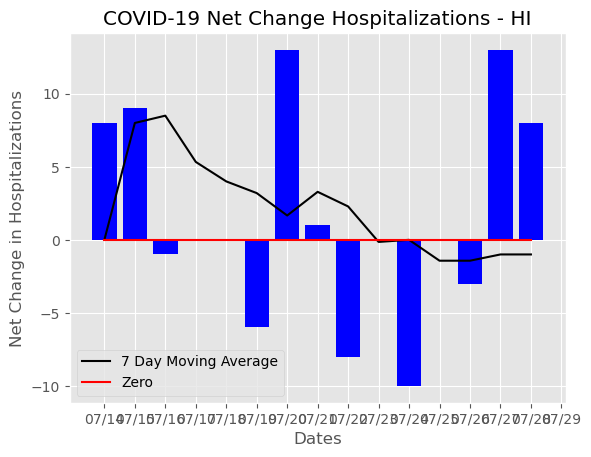 COVID-19 Net Change Hospitalizations - HI
Net Change in Hospitalizations
10
5
0
−5
−10
7 Day Moving Average
Zero
07/14 07/15 07/16 07/17 07/18 07/19 07/20 07/21 07/22 07/23 07/24 07/25 07/26 07/27 07/28 07/29
Dates